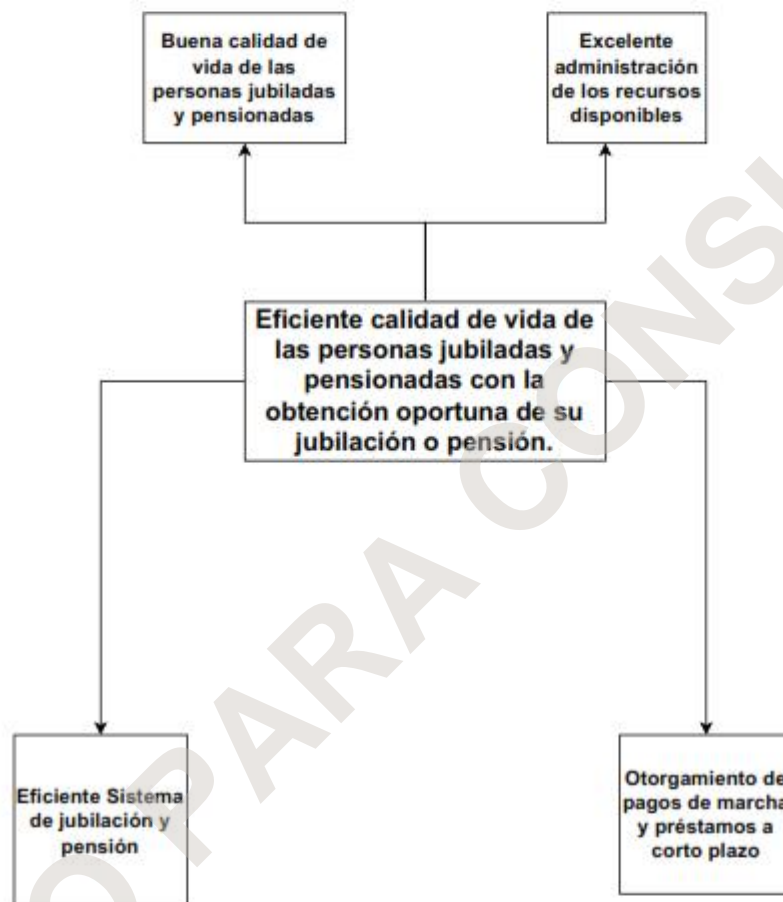 Buena calidad de
vida de las
personas jubiladas
y pensionadas
Excelente
administración
de los recursos
disponibles
Eficiente calidad de vida de
las personas jubiladas y
pensionadas con la
obtención oportuna de su
jubilación o pensión.
Eficiente Sistema
de jubilación y
pensión
Otorgamiento de
pagos de marcha
y préstamos a
corto plazo
PARA